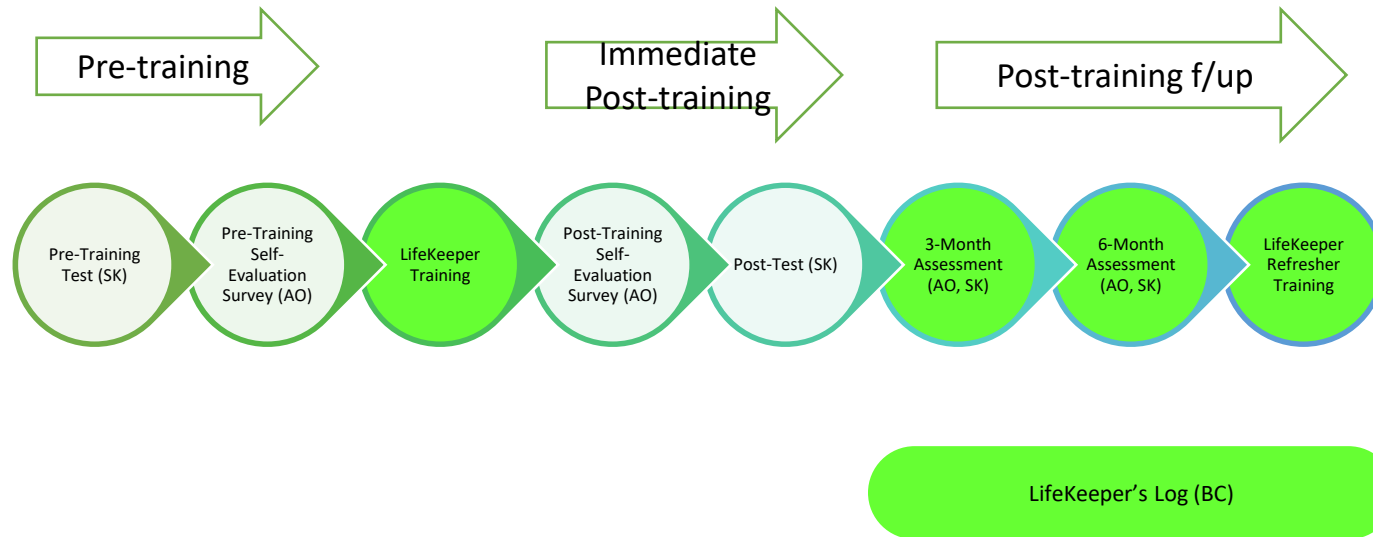 Pre-training
Immediate
Post-training
Post-training f/up
Pre-Training
Test (SK)
Pre-Training
Self-
Evaluation
Survey (AO)
LifeKeeper
Training
Post-Training
Self-
Evaluation
Survey (AO)
Post-Test (SK)
3-Month
Assessment
(AO, SK)
6-Month
Assessment
(AO, SK)
LifeKeeper
Refresher
Training
LifeKeeper’s Log (BC)